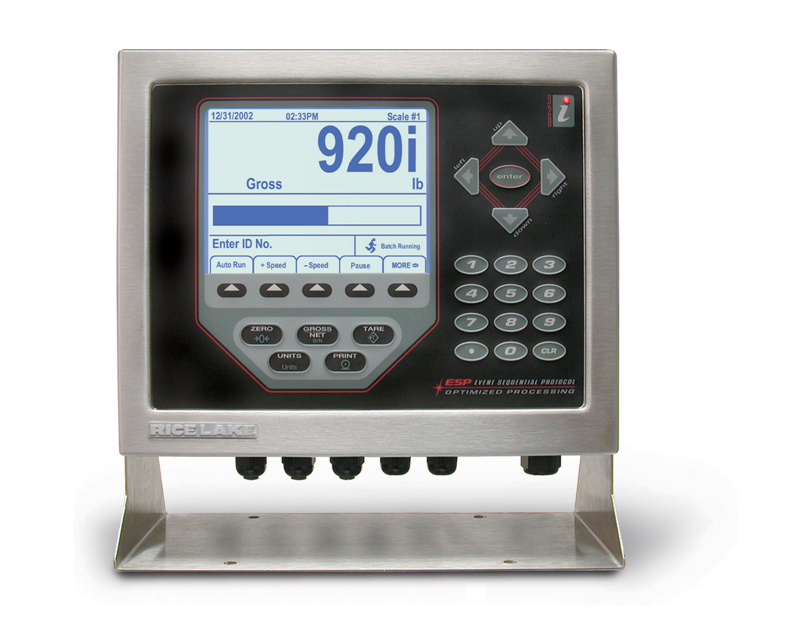 12/31/2002 02:33PM Scale #1
920i
Gross lb
Enter ID No. Batch Running
Auto Run + Speed – Speed Pause MORE ⇨
ZERO GROSS NET TARE
→0← G/N
UNITS PRINT
Units
i
up
left enter right
down
1 2 3
4 5 6
7 8 9
• 0 CLR
ESP EVENT SEQUENTIAL PROTOCOL
OPTIMIZED PROCESSING
RICE LAKE